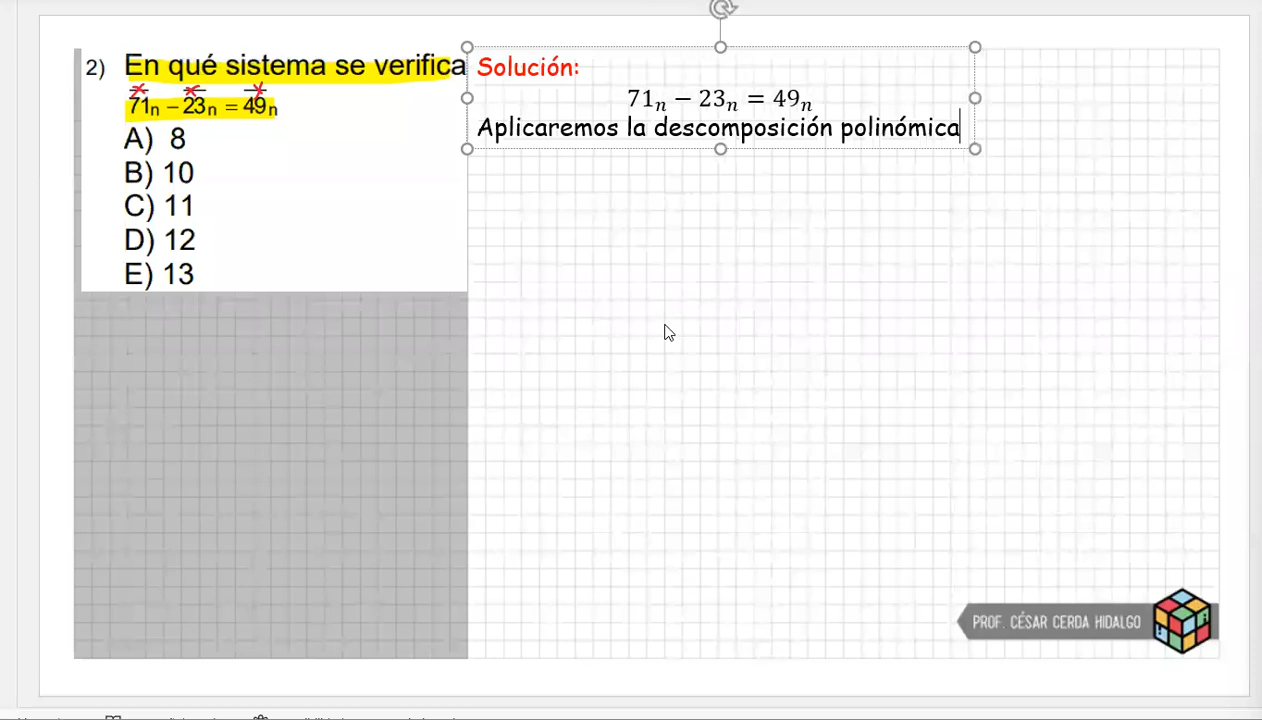 2) En qué sistema se verifica
71n – 23n = 49n
A) 8
B) 10
C) 11
D) 12
E) 13
Solución:
71𝑛 − 23𝑛 = 49𝑛
Aplicaremos la descomposición polinómica
PROF. CÉSAR CERDA HIDALGO